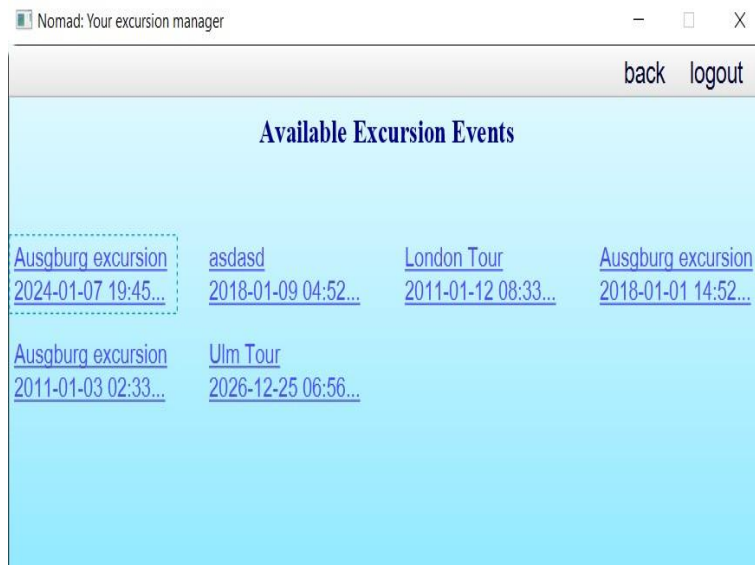 Nomad: Your excursion manager
back logout
Available Excursion Events
Ausgburg excursion
2024-01-07 19:45...
asdasd
2018-01-09 04:52...
London Tour
2011-01-12 08:33...
Ausgburg excursion
2018-01-01 14:52...
Ausgburg excursion
2011-01-03 02:33...
Ulm Tour
2026-12-25 06:56...